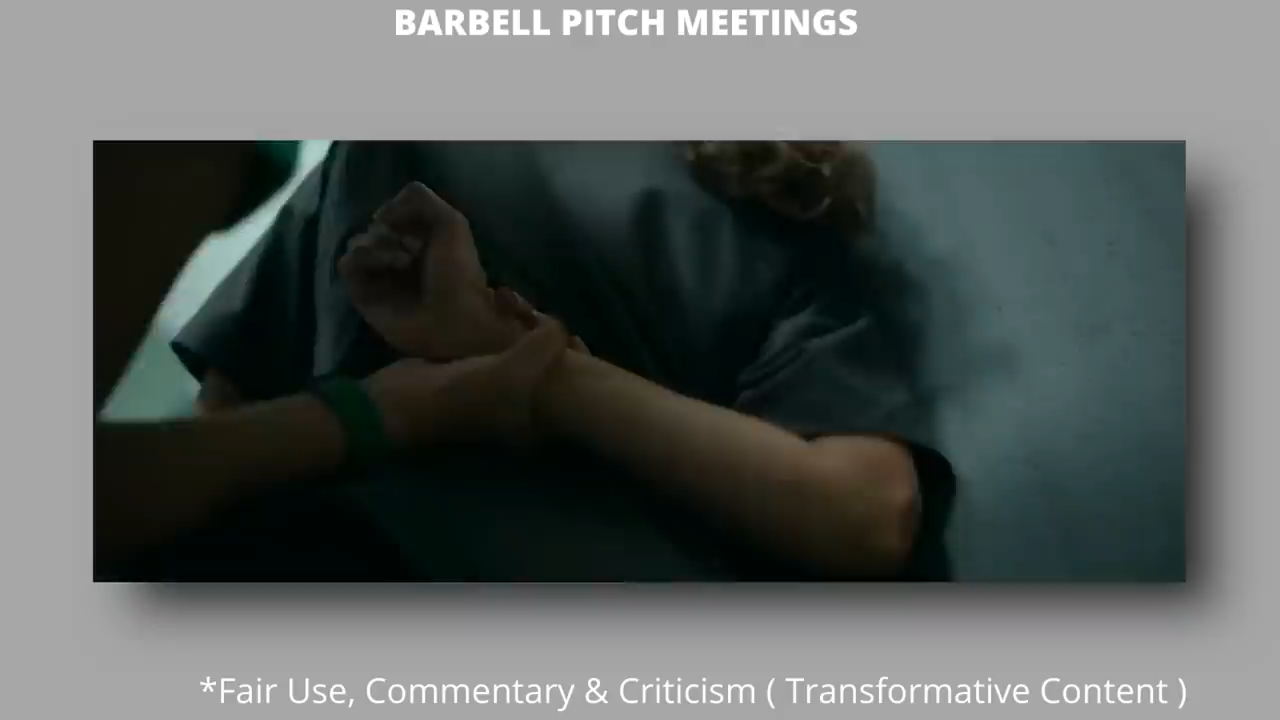 BARBELL PITCH MEETINGS
*Fair Use, Commentary & Criticism ( Transformative Content )